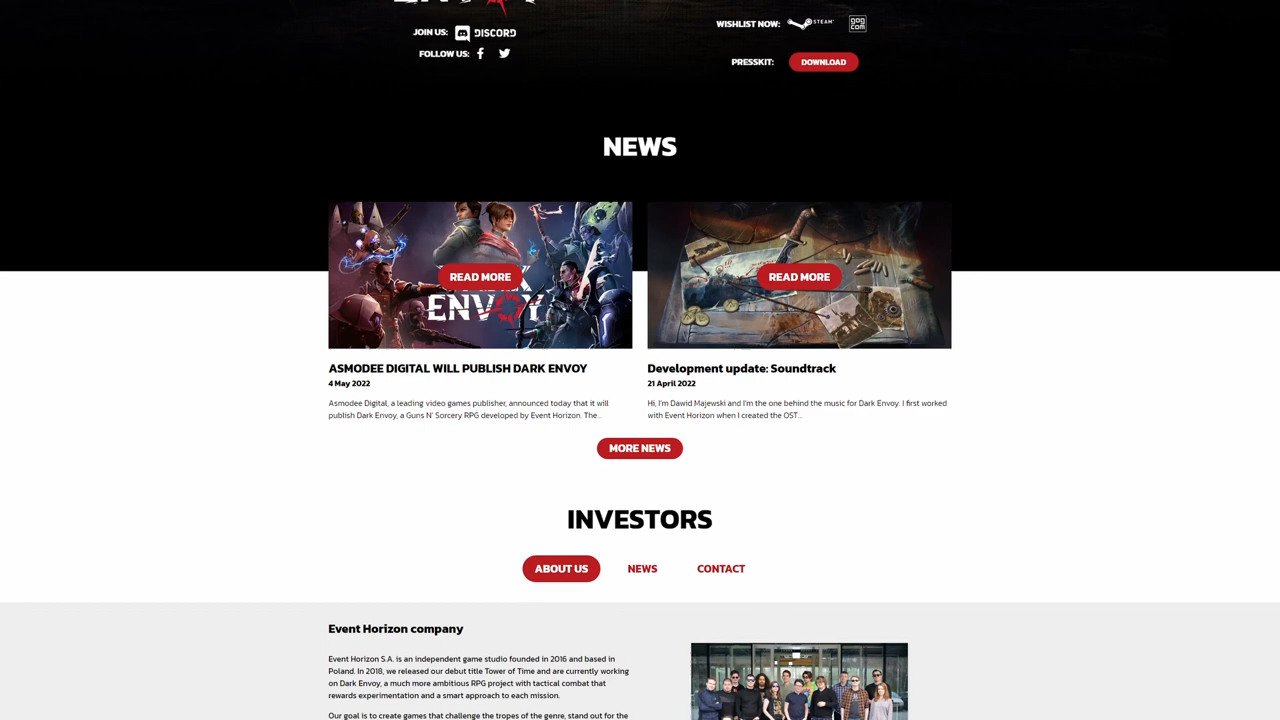 JOIN US: DISCORD
FOLLOW US:
WISHLIST NOW: STEAM gog com
PRESSKIT: DOWNLOAD
NEWS
READ MORE
ENVOY
READ MORE
ASMODEE DIGITAL WILL PUBLISH DARK ENVOY
4 May 2022
Asmodee Digital, a leading video games publisher, announced today that it will
publish Dark Envoy, a Guns N' Sorcery RPG developed by Event Horizon. The...
Development update: Soundtrack
21 April 2022
Hi, I'm Dawid Majewski and I'm the one behind the music for Dark Envoy. I first worked
with Event Horizon when I created the OST...
MORE NEWS
INVESTORS
ABOUT US NEWS CONTACT
Event Horizon company
Event Horizon S.A. is an independent game studio founded in 2016 and based in
Poland. In 2018, we released our debut title Tower of Time and are currently working
on Dark Envoy, a much more ambitious RPG project with tactical combat that
rewards experimentation and a smart approach to each mission.
Our goal is to create games that challenge the tropes of the genre, stand out for the